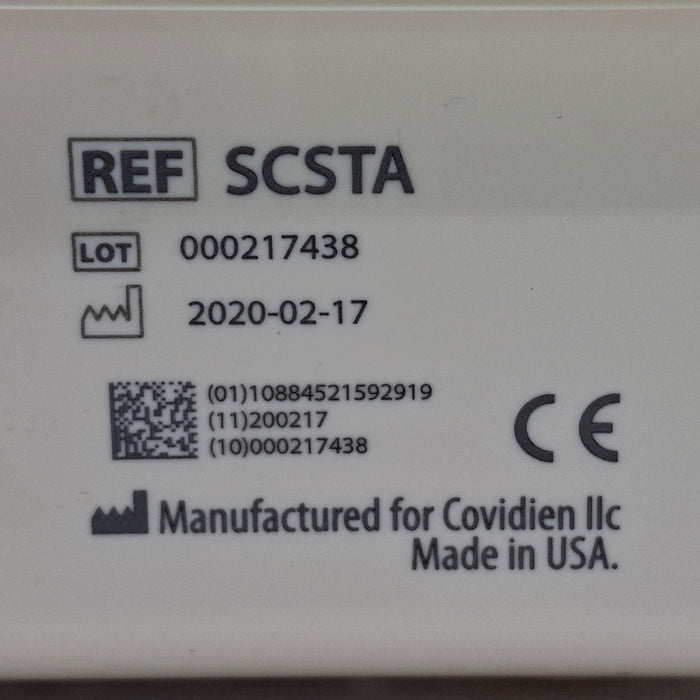 REF SCSTA
LOT 000217438
2020-02-17
(01)10884521592919
(11)200217
(10)000217438
CE
Manufactured for Covidien llc
Made in USA.